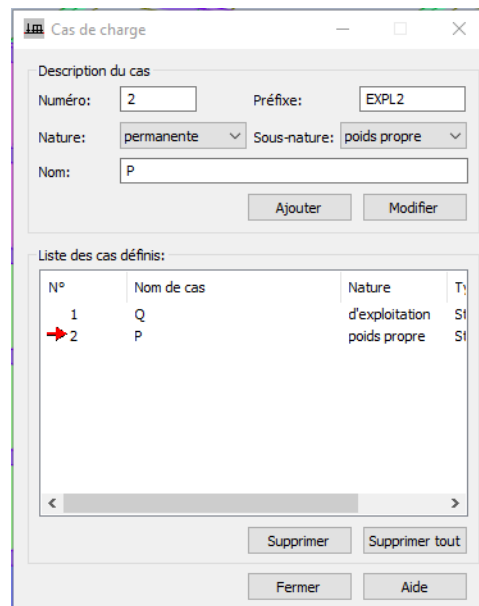 Cas de charge
Description du cas
Numéro: 2 Préfixe: EXPL2
Nature: permanente Sous-nature: poids propre
Nom: P
Ajouter Modifier
Liste des cas définis:
N° Nom de cas Nature
1 Q d'exploitation
2 P poids propre
Supprimer Supprimer tout
Fermer Aide